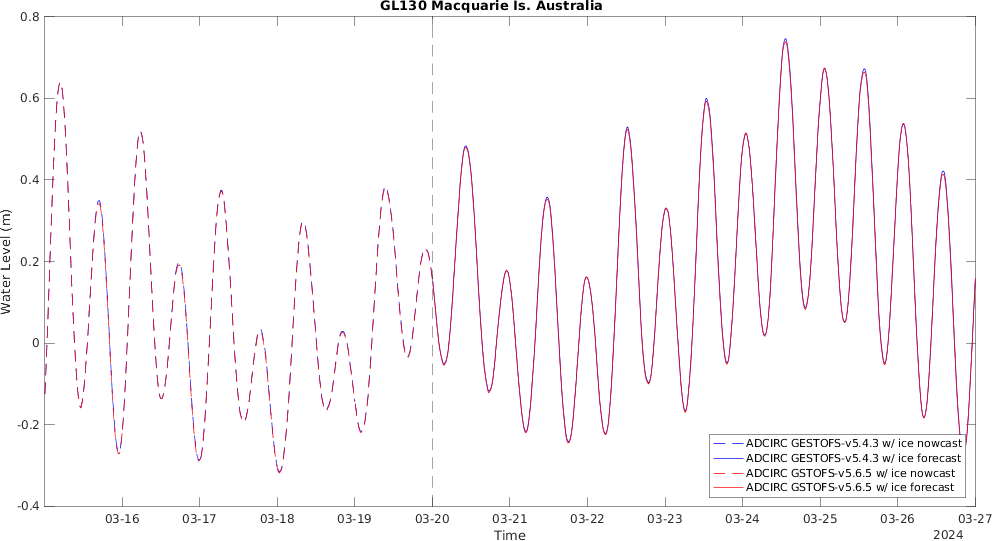 GL130 Macquarie Is. Australia
0.8
0.6
0.4
0.2
0
-0.2
-0.4
Water Level (m)
03-16
03-17
03-18
03-19
03-20
03-21
03-22
03-23
03-24
03-25
03-26
03-27
Time
2024
ADCIRC GESTOFS-v5.4.3 w/ ice nowcast
ADCIRC GESTOFS-v5.4.3 w/ ice forecast
ADCIRC GSTOFS-v5.6.5 w/ ice nowcast
ADCIRC GSTOFS-v5.6.5 w/ ice forecast